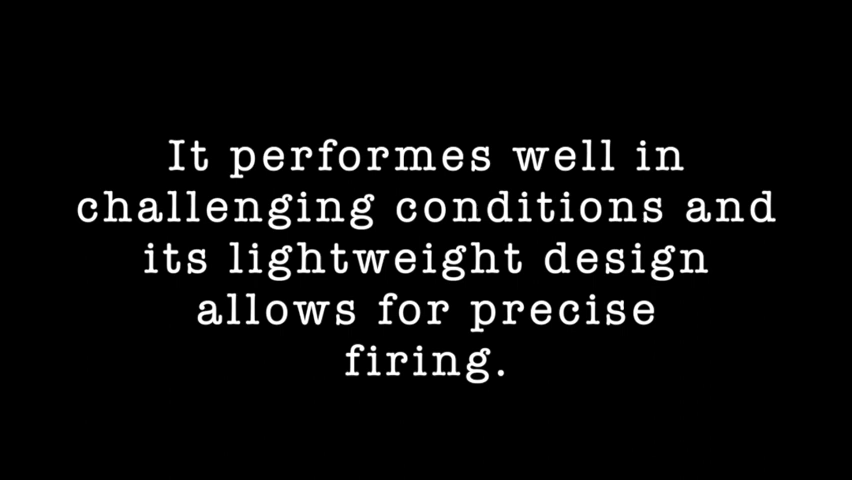 It performes well in
challenging conditions and
its lightweight design
allows for precise
firing.